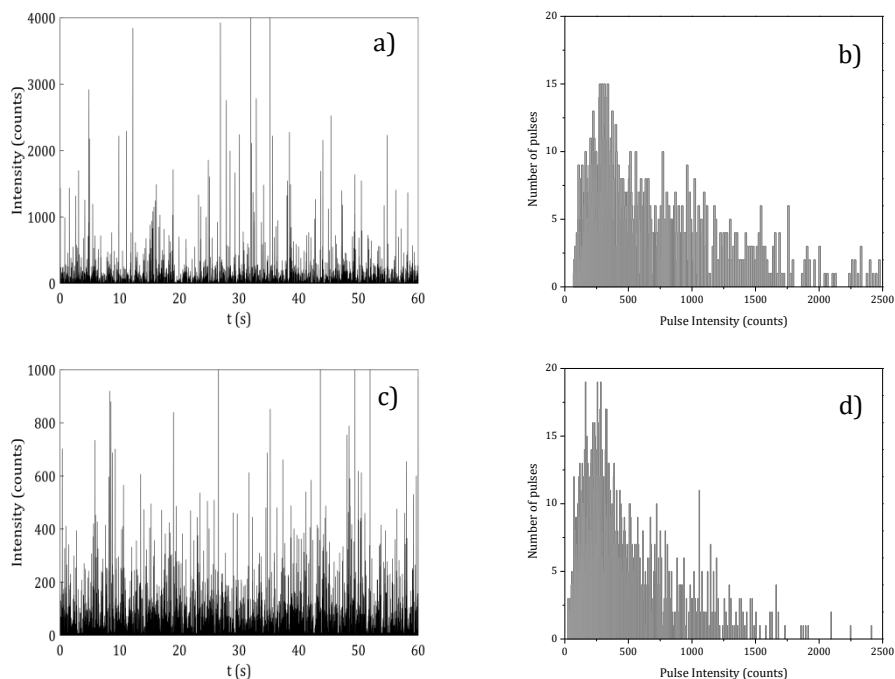 a)
Intensity (counts)
4000
3000
2000
1000
0
0 10 20 30 40 50 60
t (s)
b)
Number of pulses
20
15
10
5
0
0 500 1000 1500 2000 2500
Pulse Intensity (counts)
c)
Intensity (counts)
1000
800
600
400
200
0
0 10 20 30 40 50 60
t (s)
d)
Number of pulses
20
15
10
5
0
0 500 1000 1500 2000 2500
Pulse Intensity (counts)